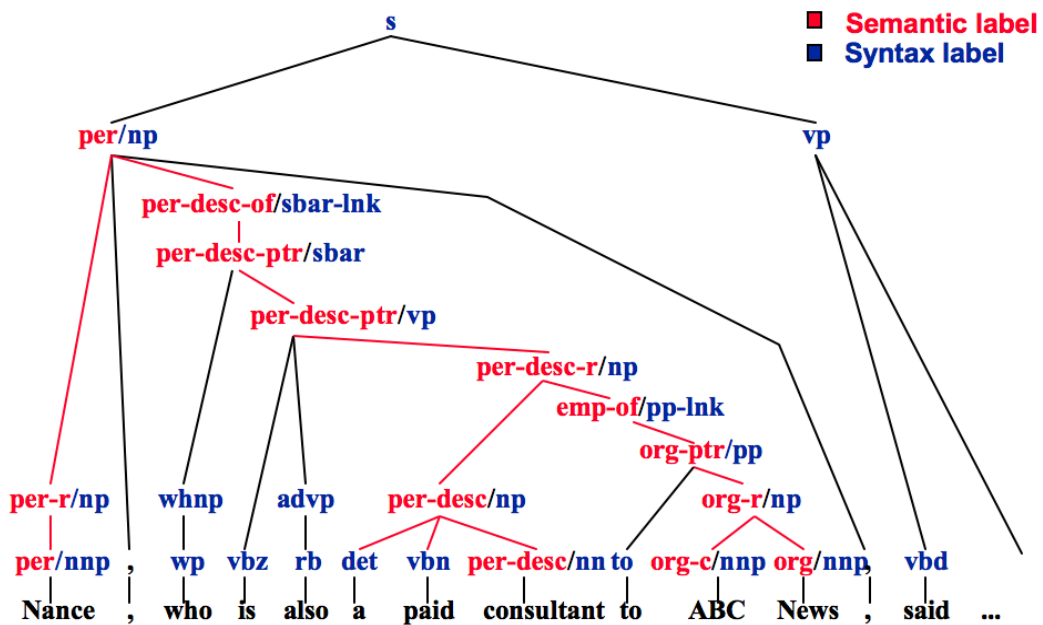 s
Semantic label
Syntax label
per/np vp
per-desc-of/sbar-lnk
per-desc-ptr/sbar
per-desc-ptr/vp
per-desc-r/np
emp-of/pp-lnk
org-ptr/pp
per-r/np whnp advp per-desc/np org-r/np
per/nnp , wp vbz rb det vbn per-desc/nn to org-c/nnp org/nnp , vbd
Nance , who is also a paid consultant to ABC News , said ...